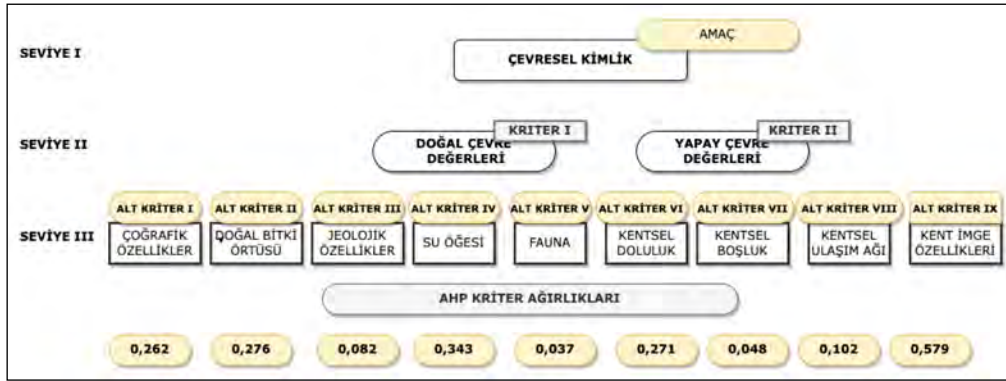 SEVİYE I
AMAÇ
ÇEVRESEL KİMLİK
SEVİYE II
KRITER I
DOĞAL ÇEVRE
DEĞERLERİ
KRITER II
YAPAY ÇEVRE
DEĞERLERİ
SEVİYE III
ALT KRİTER I
ÇOĞRAFİK
ÖZELLİKLER
ALT KRİTER II
DOĞAL BİTKİ
ÖRTÜSÜ
ALT KRİTER III
JEOLOJİK
ÖZELLİKLER
ALT KRİTER IV
SU ÖĞESİ
ALT KRİTER V
FAUNA
ALT KRİTER VI
KENTSEL
DOLULUK
ALT KRİTER VII
KENTSEL
BOŞLUK
ALT KRİTER VIII
KENTSEL
ULAŞIM AĞI
ALT KRİTER IX
KENT İMGE
ÖZELLİKLERİ
AHP KRİTER AĞIRLIKLARI
0,262
0,276
0,082
0,343
0,037
0,271
0,048
0,102
0,579